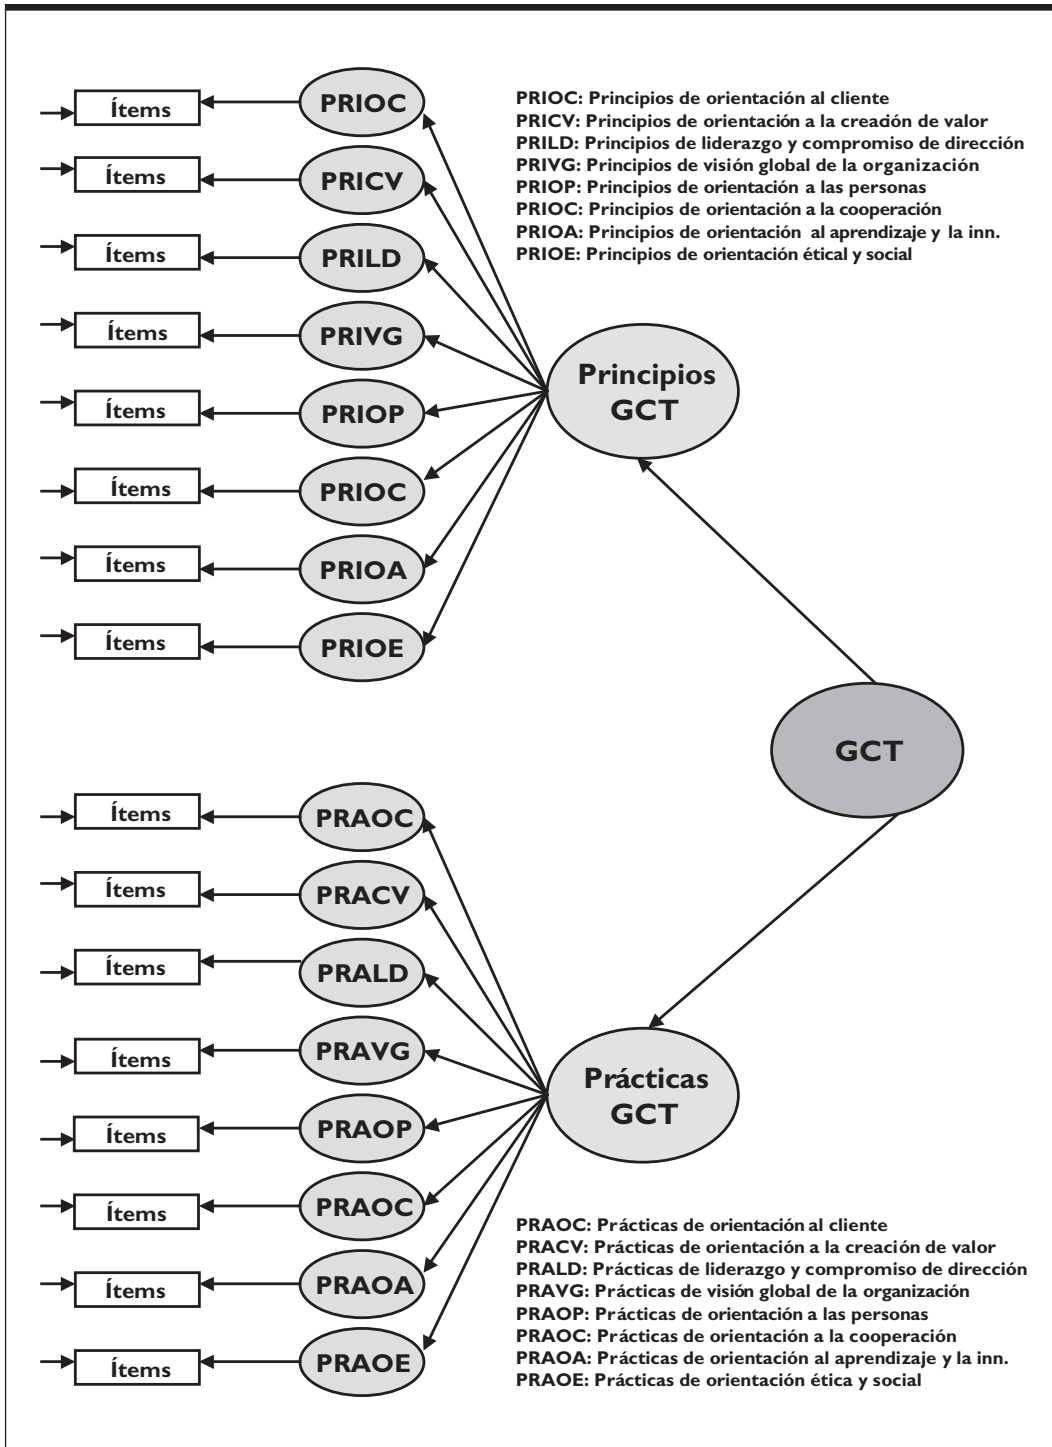 Ítems
PRIOC
Ítems
PRICV
Ítems
PRILD
Ítems
PRIVG
Ítems
PRIOP
Ítems
PRIOC
Ítems
PRIOA
Ítems
PRIOE
PRIOC: Principios de orientación al cliente
PRICV: Principios de orientación a la creación de valor
PRILD: Principios de liderazgo y compromiso de dirección
PRIVG: Principios de visión global de la organización
PRIOP: Principios de orientación a las personas
PRIOC: Principios de orientación a la cooperación
PRIOA: Principios de orientación al aprendizaje y la inn.
PRIOE: Principios de orientación étical y social
Principios
GCT
GCT
Ítems
PRAOC
Ítems
PRACV
Ítems
PRALD
Ítems
PRAVG
Ítems
PRAOP
Ítems
PRAOC
Ítems
PRAOA
Ítems
PRAOE
Prácticas
GCT
PRAOC: Prácticas de orientación al cliente
PRACV: Prácticas de orientación a la creación de valor
PRALD: Prácticas de liderazgo y compromiso de dirección
PRAVG: Prácticas de visión global de la organización
PRAOP: Prácticas de orientación a las personas
PRAOC: Prácticas de orientación a la cooperación
PRAOA: Prácticas de orientación al aprendizaje y la inn.
PRAOE: Prácticas de orientación ética y social